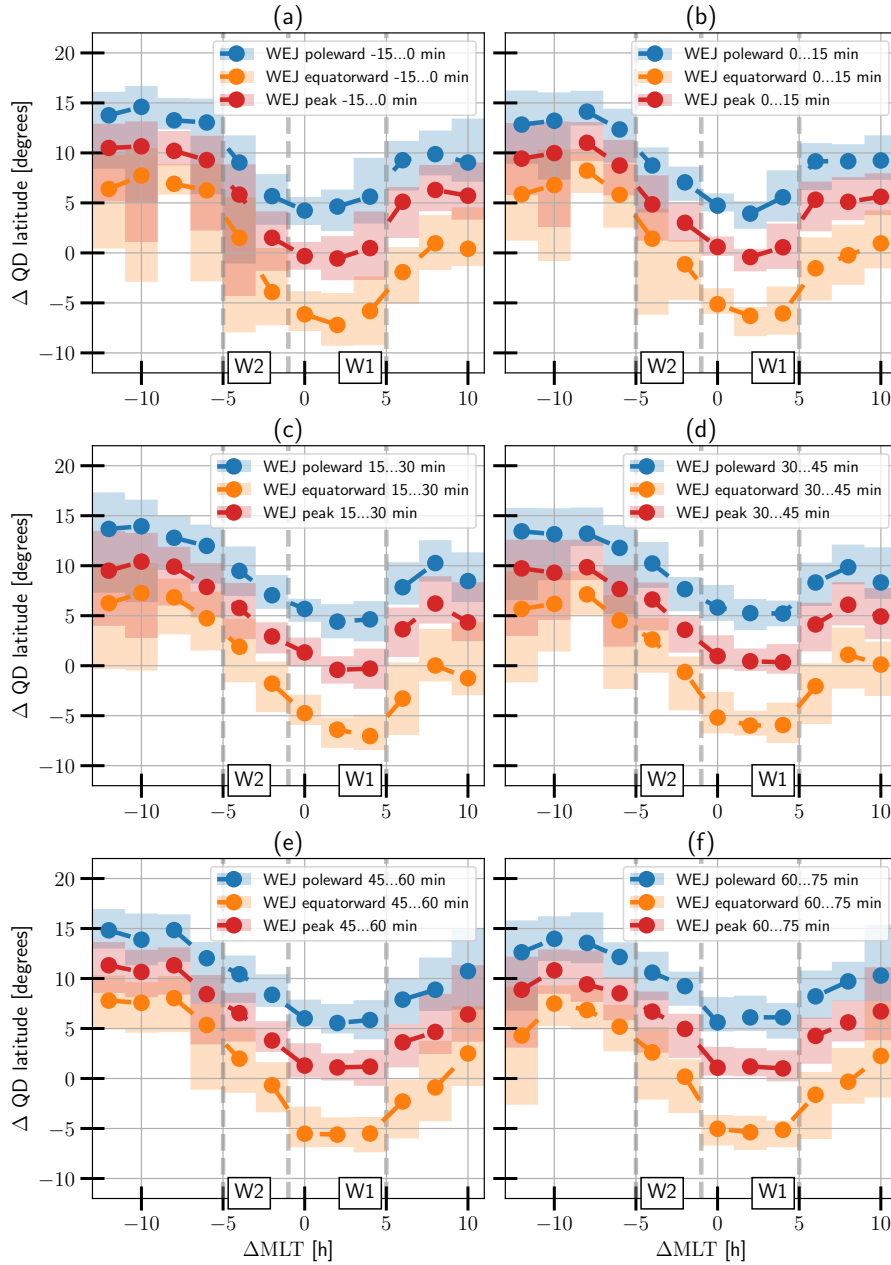 (a)
(b)
Δ QD latitude [degrees]
20
15
10
5
0
−5
−10
WEJ poleward -15...0 min
WEJ equatorward -15...0 min
WEJ peak -15...0 min
WEJ poleward 0...15 min
WEJ equatorward 0...15 min
WEJ peak 0...15 min
W2
W1
W2
W1
−10
−5
0
5
10
−10
−5
0
5
10
(c)
(d)
Δ QD latitude [degrees]
20
15
10
5
0
−5
−10
WEJ poleward 15...30 min
WEJ equatorward 15...30 min
WEJ peak 15...30 min
WEJ poleward 30...45 min
WEJ equatorward 30...45 min
WEJ peak 30...45 min
W2
W1
W2
W1
−10
−5
0
5
10
−10
−5
0
5
10
(e)
(f)
Δ QD latitude [degrees]
20
15
10
5
0
−5
−10
WEJ poleward 45...60 min
WEJ equatorward 45...60 min
WEJ peak 45...60 min
WEJ poleward 60...75 min
WEJ equatorward 60...75 min
WEJ peak 60...75 min
W2
W1
W2
W1
−10
−5
0
5
10
−10
−5
0
5
10
ΔMLT [h]
ΔMLT [h]